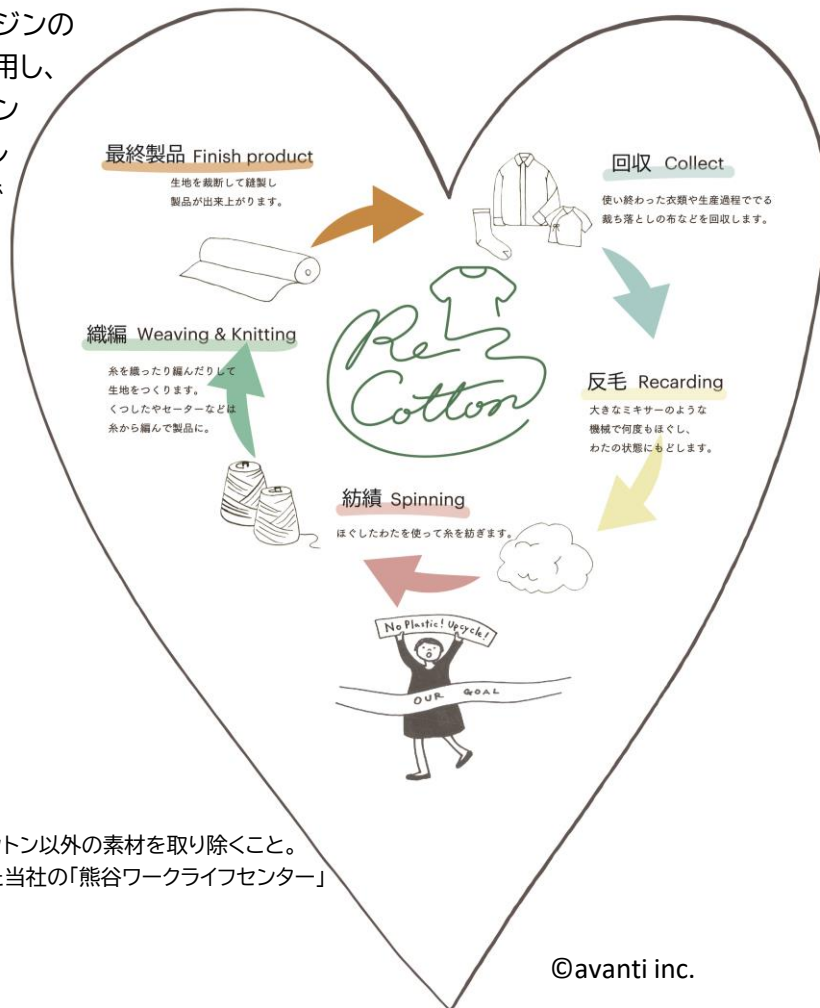 ジンの
用し、
ン
最終製品 Finish product
生地を裁断して縫製し
製品が出来上がります。
回収 Collect
使い終わった衣類や生産過程ででる
裁ち落としの布などを回収します。
織編 Weaving & Knitting
糸を織ったり編んだりして
生地をつくります。
くつしたやセーターなどは
糸から編んで製品に。
Re
Cotton
反毛 Recarding
大きなミキサーのような
機械で何度もほぐし、
わたの状態にもどします。
紡績 Spinning
ほぐしたわたを使って糸を紡ぎます。
No Plastic! Upcycle!
OUR GOAL
トン以外の素材を取り除くこと。
当社の「熊谷ワークライフセンター」
©avanti inc.